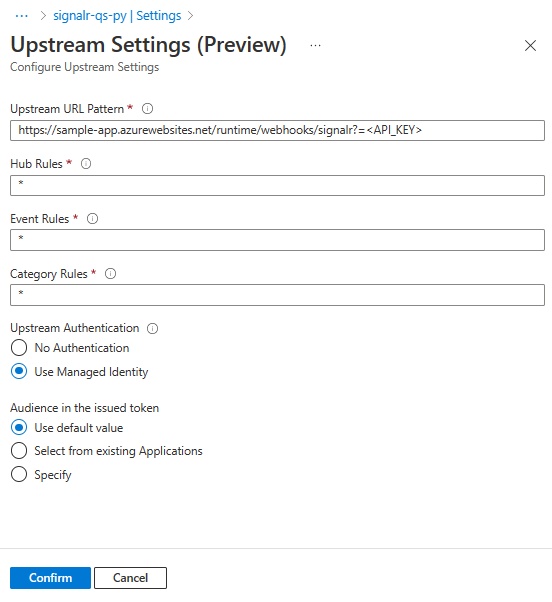 ... > signalr-qs-py | Settings >
Upstream Settings (Preview) ...
Configure Upstream Settings
Upstream URL Pattern *
https://sample-app.azurewebsites.net/runtime/webhooks/signalr?=<API_KEY>
Hub Rules *
*
Event Rules *
*
Category Rules *
*
Upstream Authentication
No Authentication
Use Managed Identity
Audience in the issued token
Use default value
Select from existing Applications
Specify
Confirm Cancel